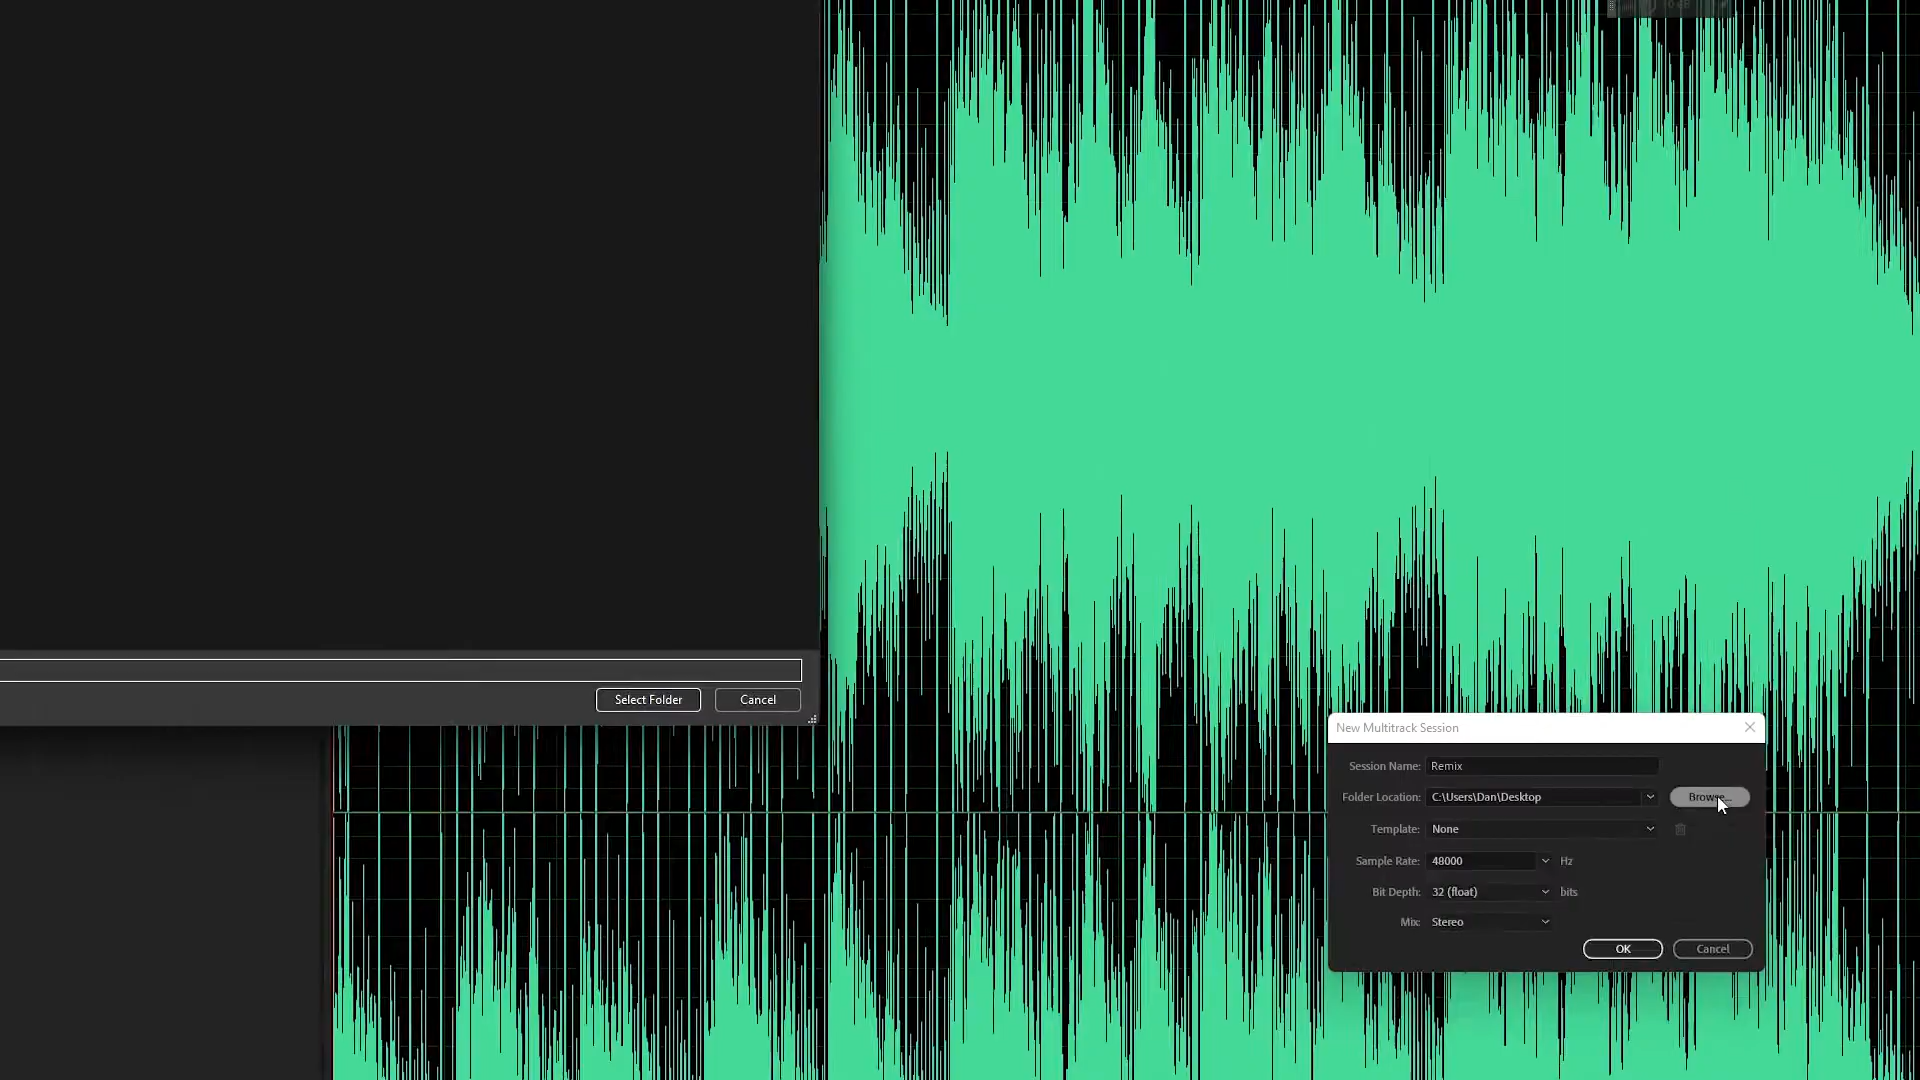 Select Folder
Cancel
New Multitrack Session
Session Name: Remix
Folder Location: C:\Users\Dan\Desktop Browse...
Template: None
Sample Rate: 48000 Hz
Bit Depth: 32 (float) bits
Mix: Stereo
OK
Cancel